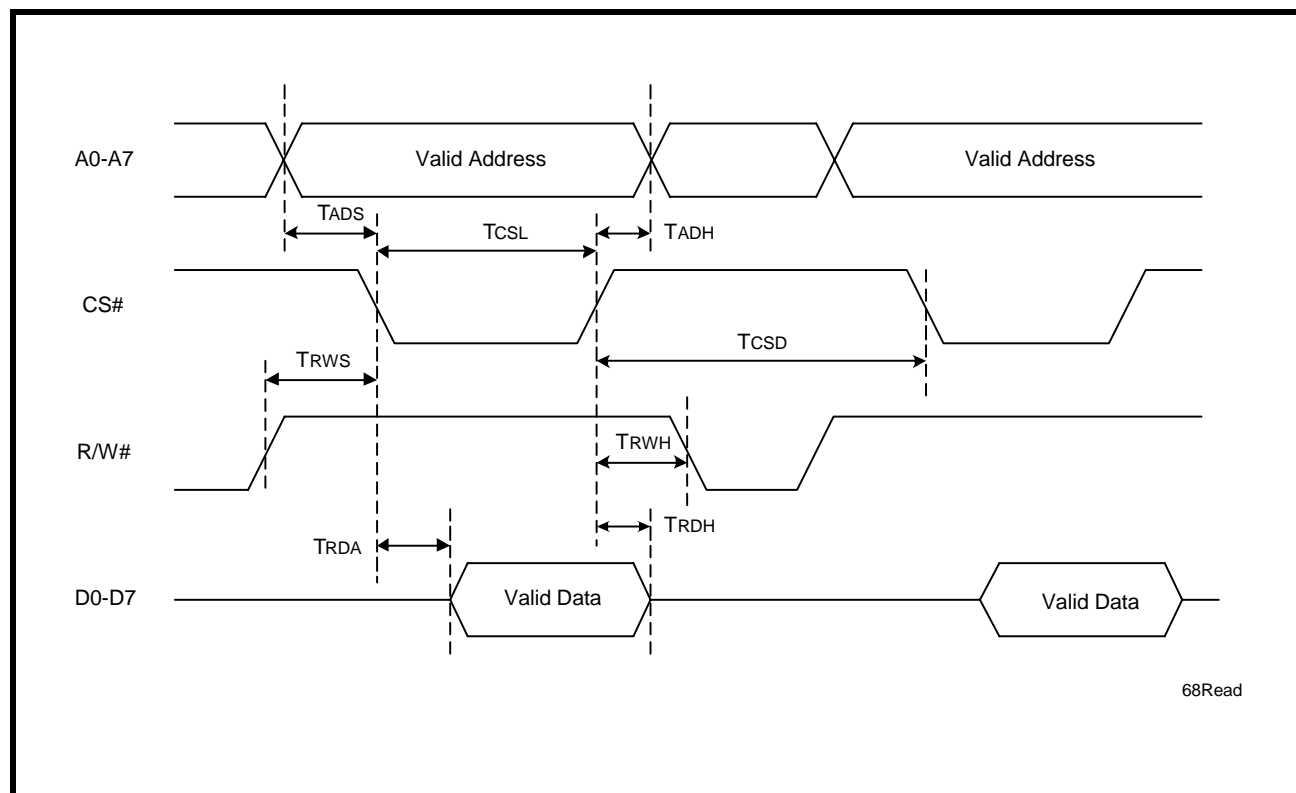 A0-A7
Valid Address
Valid Address
TADS
TCSL
TADH
CS#
TCSD
TRWS
R/W#
TRWH
TRDH
TRDA
D0-D7
Valid Data
Valid Data
68Read